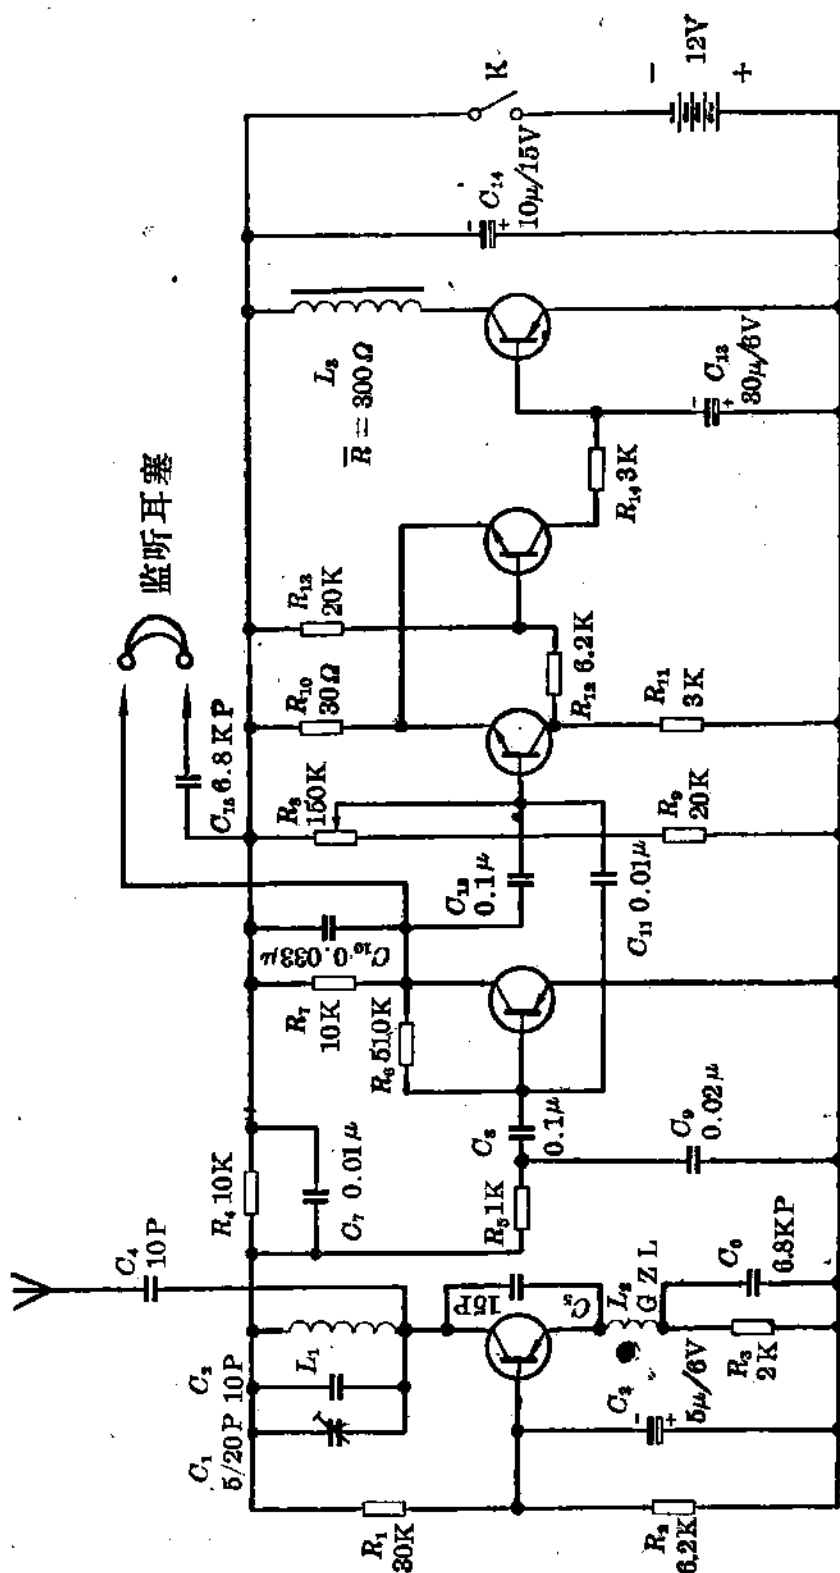 C₁
5/20P
C₂
10P
L₁
C₄
10P
R₁
30K
R₂
6.2K
C₃
5μ/6V
-
+
15P
C₅
L₂
GZL
R₃
2K
C₆
6.8KP
R₄ 10K
C₇ 0.01μ
R₅ 1K
C₈
0.1μ
C₉
0.02μ
R₆ 510K
R₇
10K
C₁₀ 0.033μ
C₁₂
0.1μ
C₁₁ 0.01μ
C₁₅ 6.8KP
监听耳塞
R₈
150K
R₉
20K
R₁₀
30Ω
R₁₁
3K
R₁₂ 6.2K
R₁₃
20K
R₁₄ 3K
L₃
R = 300Ω
C₁₃
30μ/6V
-
+
C₁₄
10μ/15V
-
+
K
-
12V
+